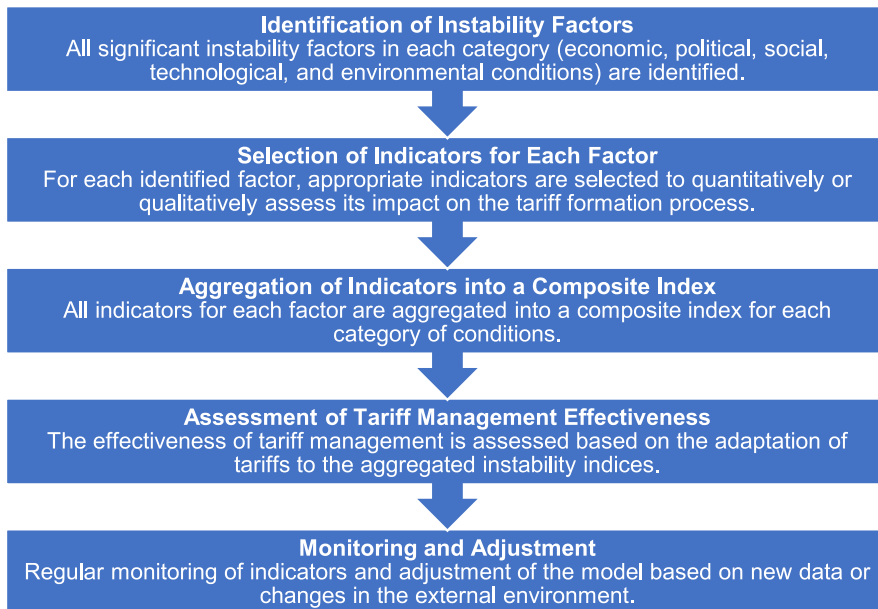 Identification of Instability Factors
All significant instability factors in each category (economic, political, social,
technological, and environmental conditions) are identified.
Selection of Indicators for Each Factor
For each identified factor, appropriate indicators are selected to quantitatively or
qualitatively assess its impact on the tariff formation process.
Aggregation of Indicators into a Composite Index
All indicators for each factor are aggregated into a composite index for each
category of conditions.
Assessment of Tariff Management Effectiveness
The effectiveness of tariff management is assessed based on the adaptation of
tariffs to the aggregated instability indices.
Monitoring and Adjustment
Regular monitoring of indicators and adjustment of the model based on new data or
changes in the external environment.